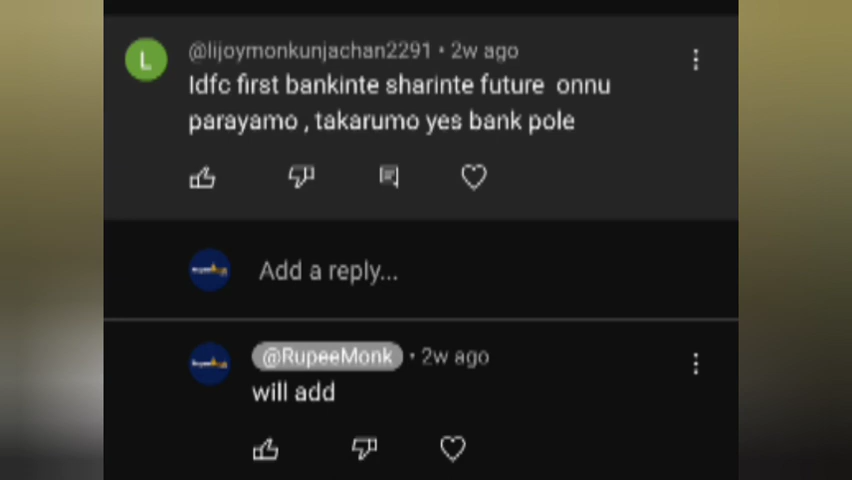 @lijoymonkunjachan2291 • 2w ago
Idfc first bankinte sharinte future onnu
parayamo , takarumo yes bank pole
Add a reply...
@RupeeMonk • 2w ago
will add